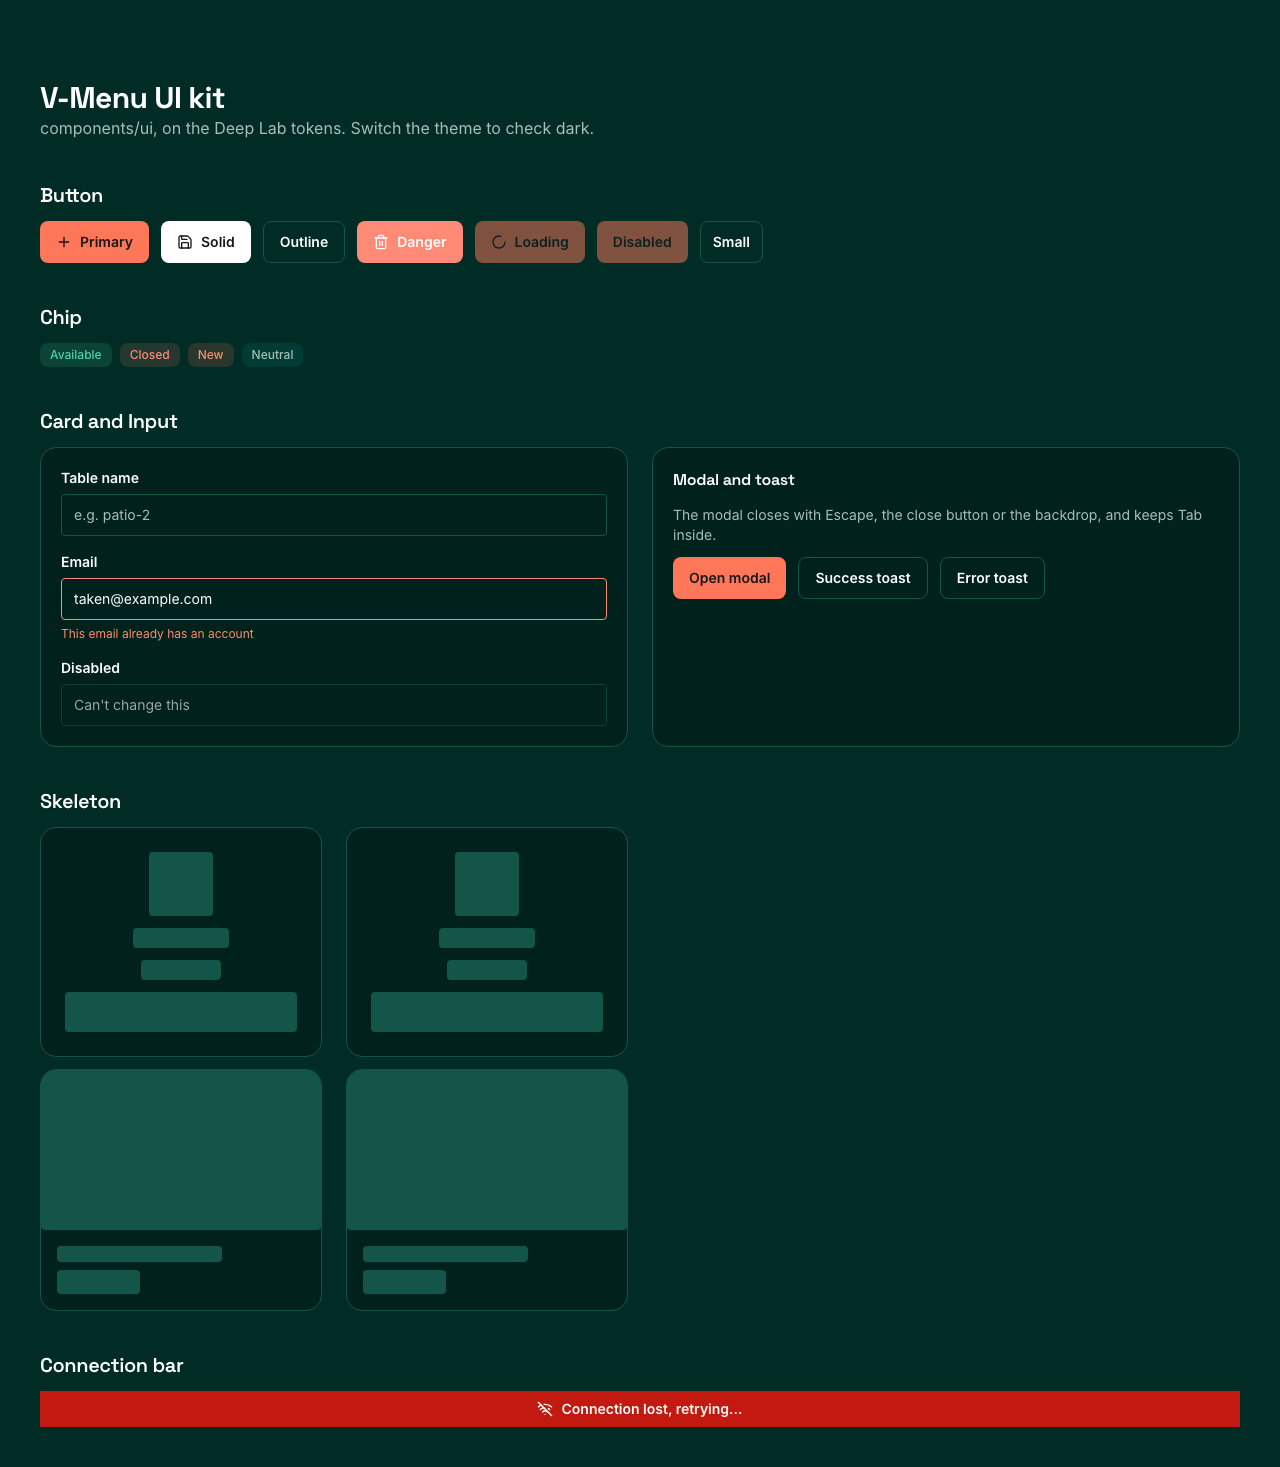 V-Menu UI kit
components/ui, on the Deep Lab tokens. Switch the theme to check dark.
Button
Primary
Solid
Outline
Danger
Loading
Disabled
Small
Chip
Available
Closed
New
Neutral
Card and Input
Table name
e.g. patio-2
Email
taken@example.com
This email already has an account
Disabled
Can't change this
Modal and toast
The modal closes with Escape, the close button or the backdrop, and keeps Tab
inside.
Open modal
Success toast
Error toast
Skeleton
Connection bar
Connection lost, retrying...